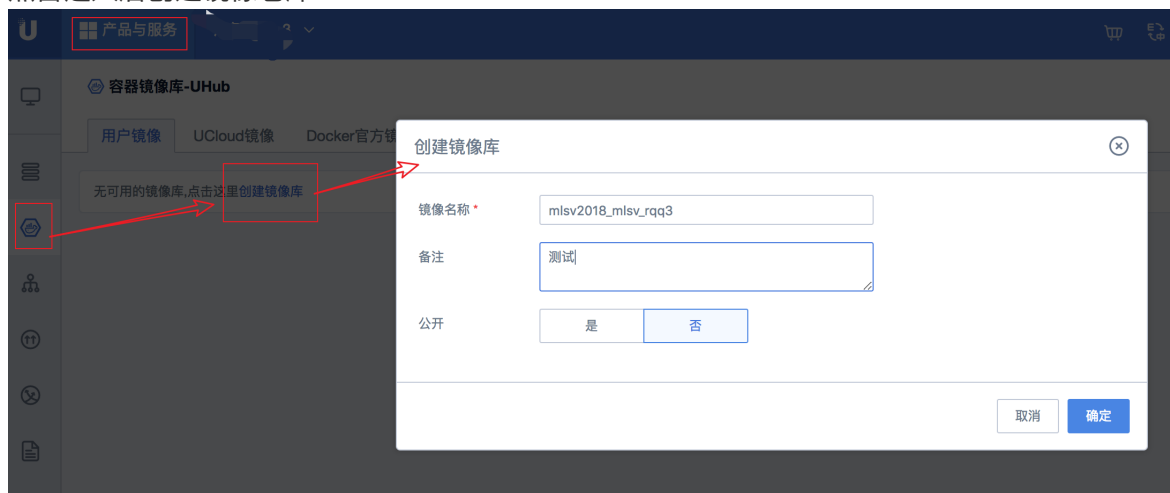 产品与服务
容器镜像库-UHub
用户镜像 UCloud镜像 Docker官方镜
无可用的镜像库,点击这里创建镜像库
创建镜像库
镜像名称 *
mlsv2018_mlsv_rqq3
备注
测试
公开
是
否
取消
确定